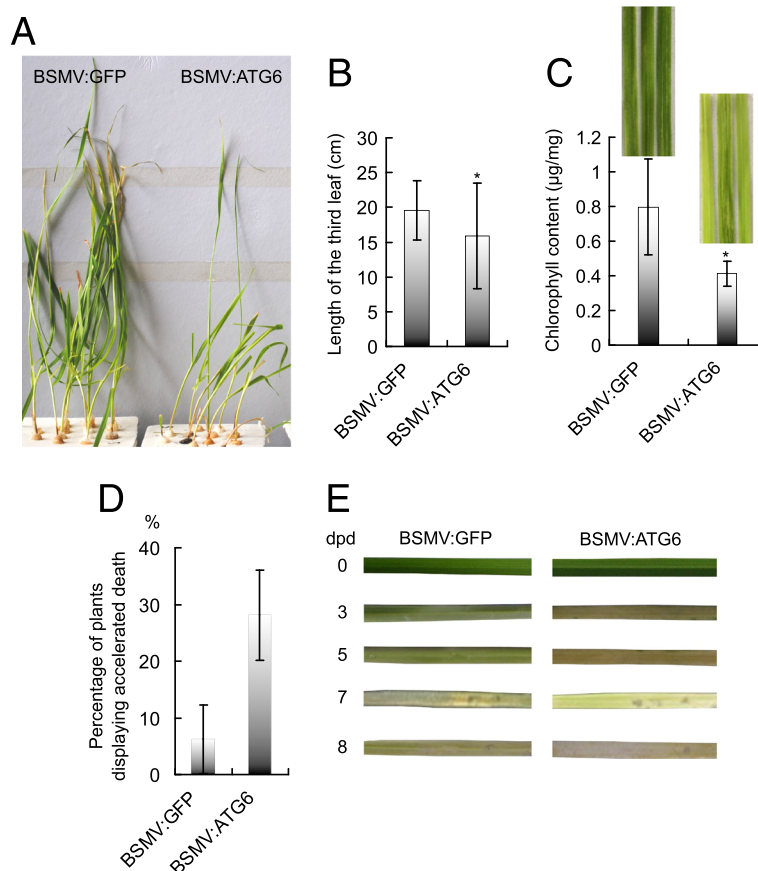 A
BSMV:GFP
BSMV:ATG6
B
Length of the third leaf (cm)
30
25
20
15
10
5
0
*
BSMV:GFP
BSMV:ATG6
C
Chlorophyll content (µg/mg)
1.2
1
0.8
0.6
0.4
0.2
0
*
BSMV:GFP
BSMV:ATG6
D
%
Percentage of plants
displaying accelerated death
40
30
20
10
0
BSMV:GFP
BSMV:ATG6
E
dpd
BSMV:GFP
BSMV:ATG6
0
3
5
7
8